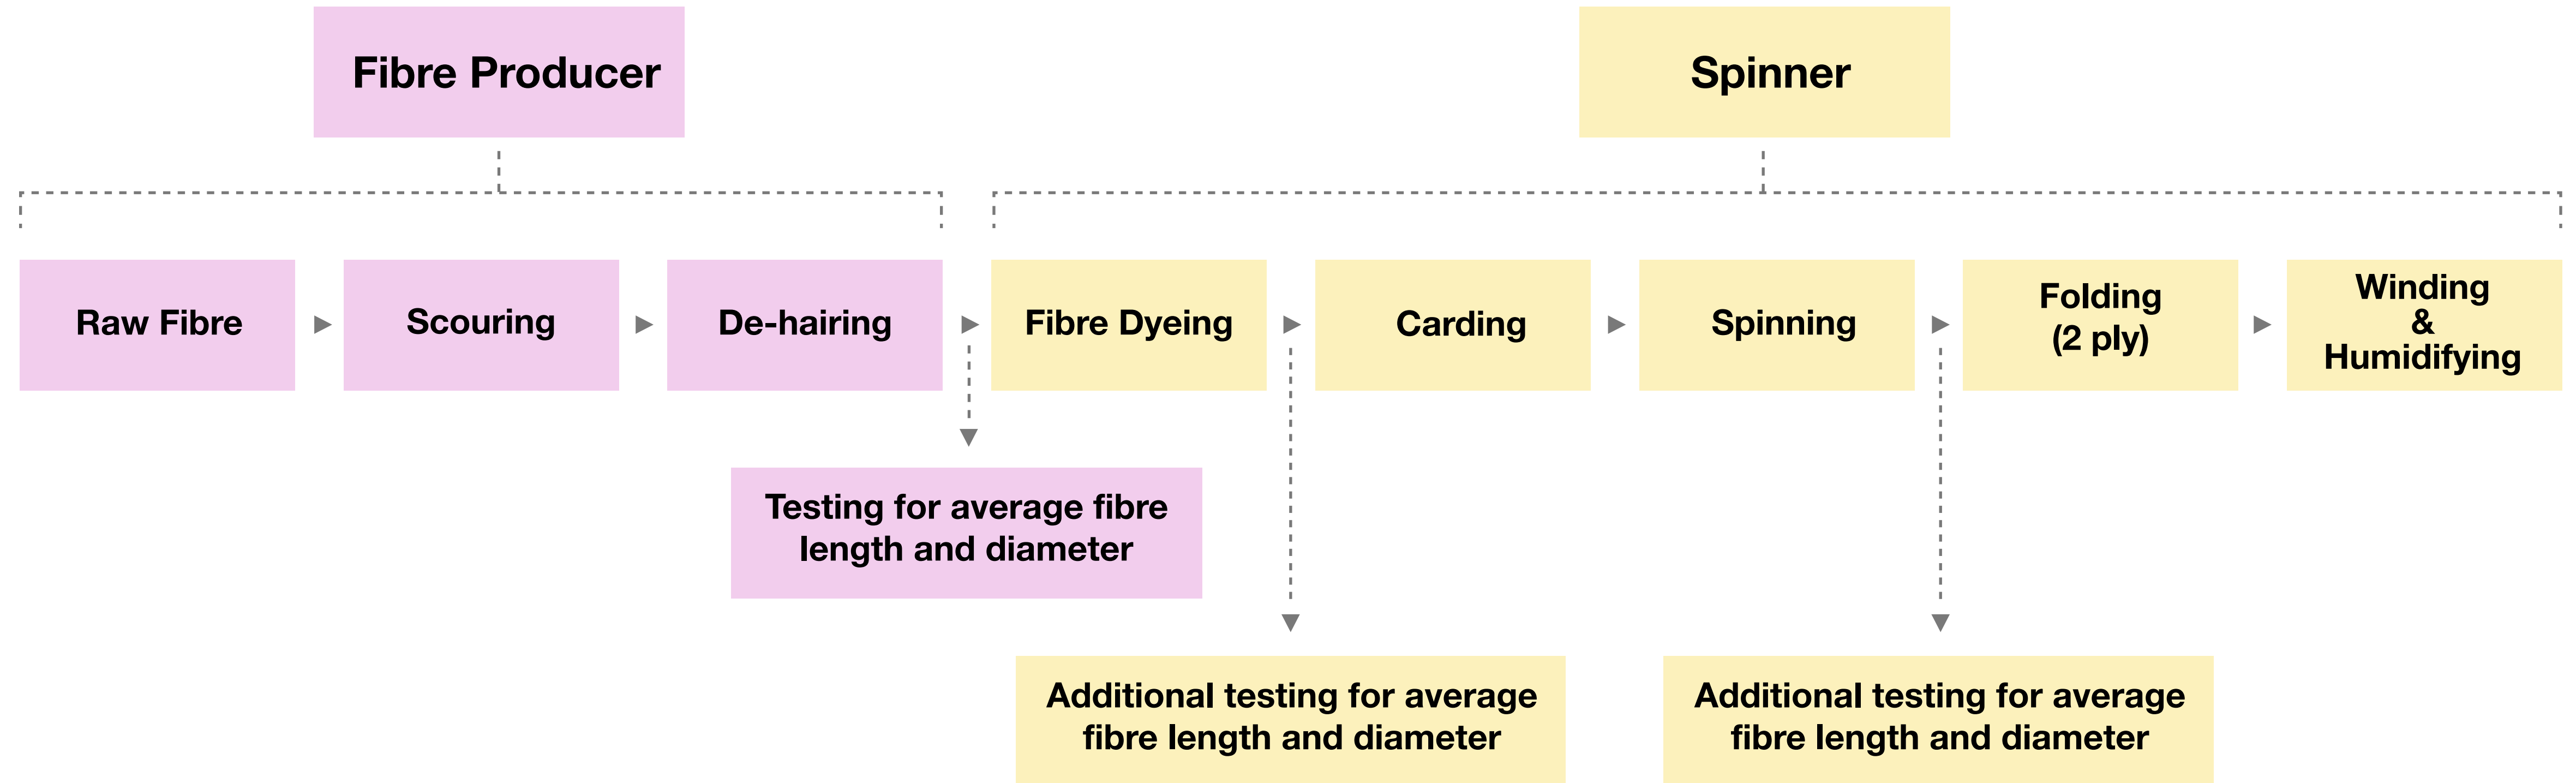 Fibre Producer
Spinner
Raw Fibre
Scouring
De-hairing
Fibre Dyeing
Carding
Spinning
Folding
(2 ply)
Winding
&
Humidifying
Testing for average fibre
length and diameter
Additional testing for average
fibre length and diameter
Additional testing for average
fibre length and diameter